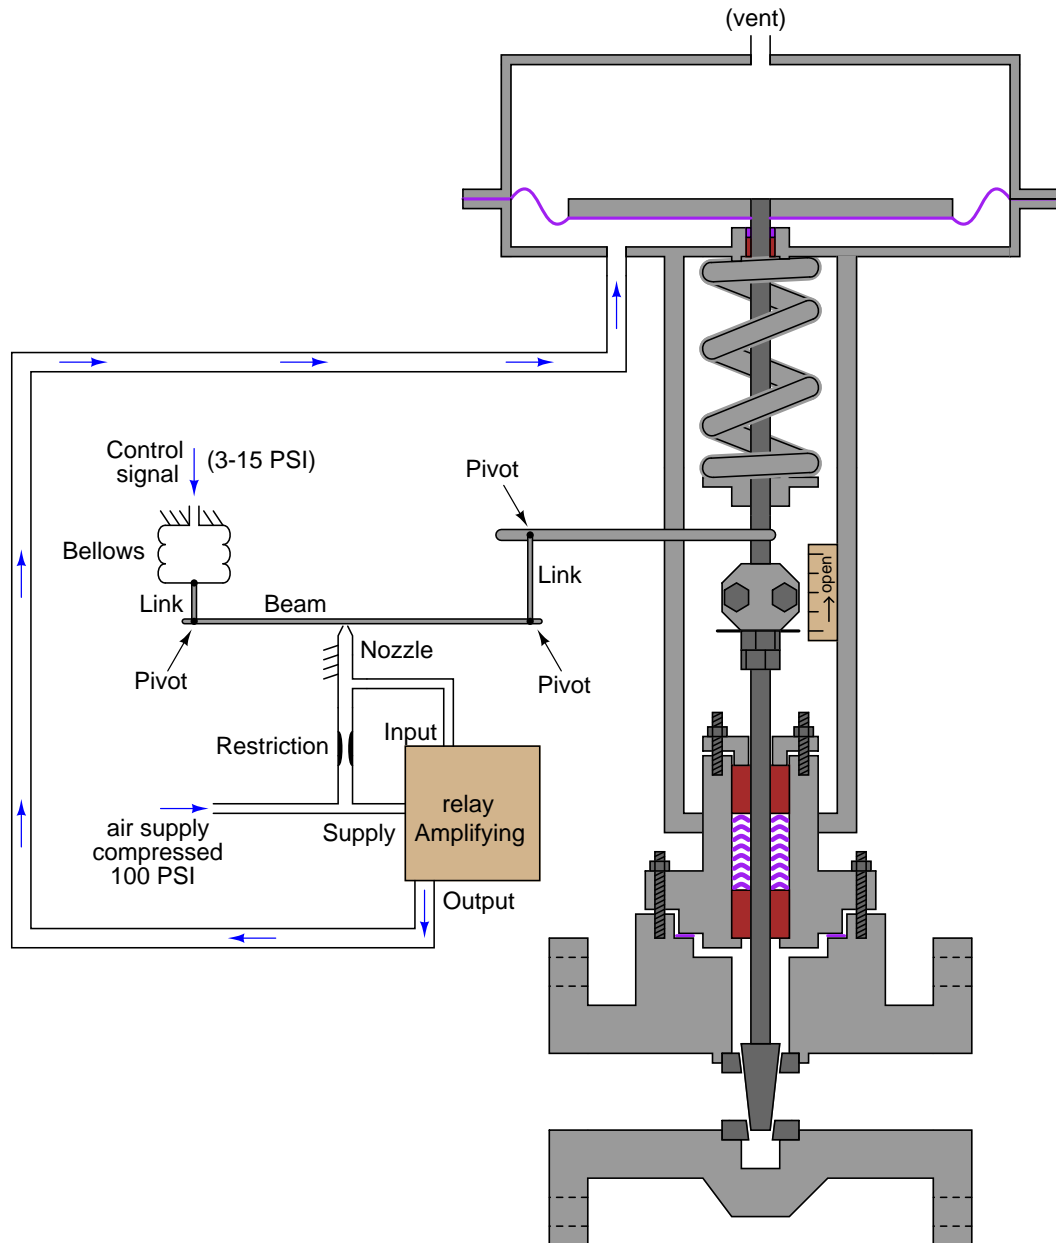 (vent)
Control
signal
(3-15 PSI)
Pivot
Bellows
Link
open
Link
Beam
Nozzle
Pivot
Pivot
Input
Restriction
relay
Amplifying
air supply
compressed
100 PSI
Supply
Output